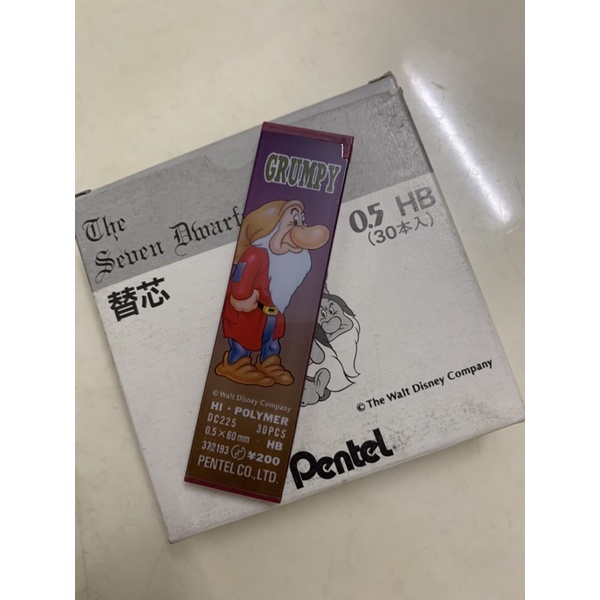 The
Seven Dwarf
替芯
0.5 HB
(30本入)
© The Walt Disney Company
Pentel
GRUMPY
© Walt Disney Company
HI・POLYMER
DC225 30PCS
0.5×60mm HB
¥200
PENTEL CO., LTD.